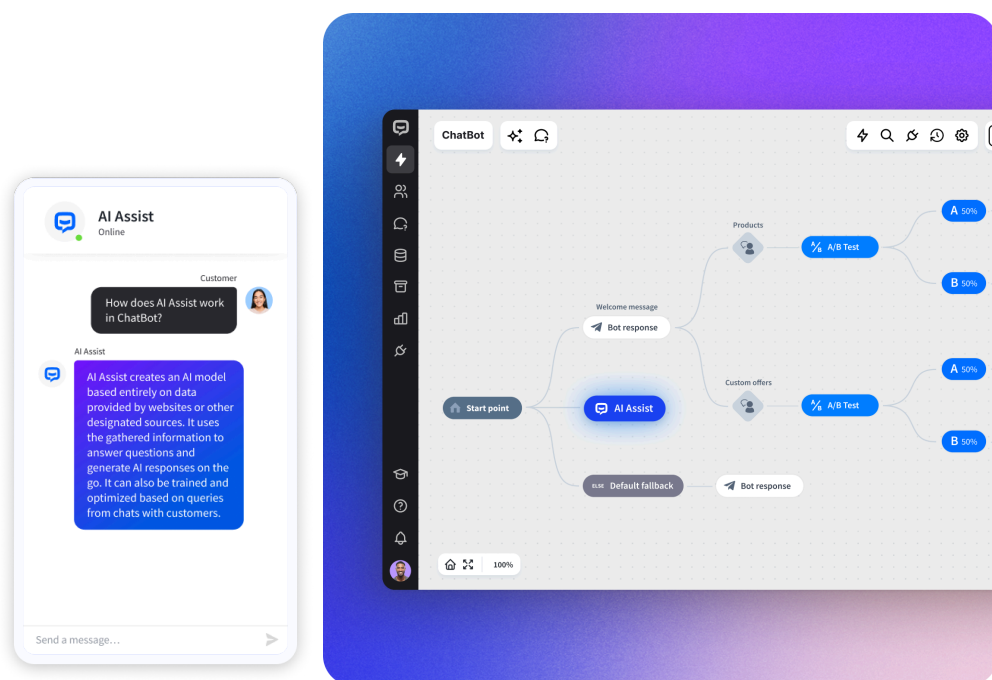 AI Assist
Online
Customer
How does AI Assist work
in ChatBot?
AI Assist
AI Assist creates an AI model
based entirely on data
provided by websites or other
designated sources. It uses
the gathered information to
answer questions and
generate AI responses on the
go. It can also be trained and
optimized based on queries
from chats with customers.
Send a message...
ChatBot
Products
A/B A/B Test
A 50%
B 50%
Welcome message
Bot response
Custom offers
A/B A/B Test
A 50%
B 50%
Start point
AI Assist
ELSE Default fallback
Bot response
100%